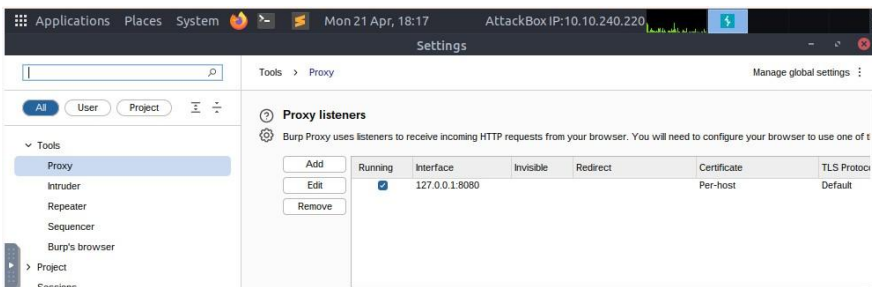 Applications Places System Mon 21 Apr, 18:17 AttackBox IP:10.10.240.220
Settings
Tools > Proxy Manage global settings
All User Project
Proxy listeners
Burp Proxy uses listeners to receive incoming HTTP requests from your browser. You will need to configure your browser to use one of t
Tools
Proxy
Intruder
Repeater
Sequencer
Burp's browser
Project
Add
Edit
Remove
Running Interface Invisible Redirect Certificate TLS Protoco
127.0.0.1:8080 Per-host Default